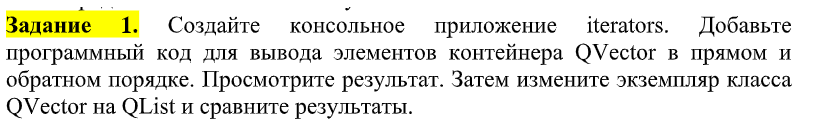 Задание 1. Создайте консольное приложение iterators. Добавьте
программный код для вывода элементов контейнера QVector в прямом и
обратном порядке. Просмотрите результат. Затем измените экземпляр класса
QVector на QList и сравните результаты.